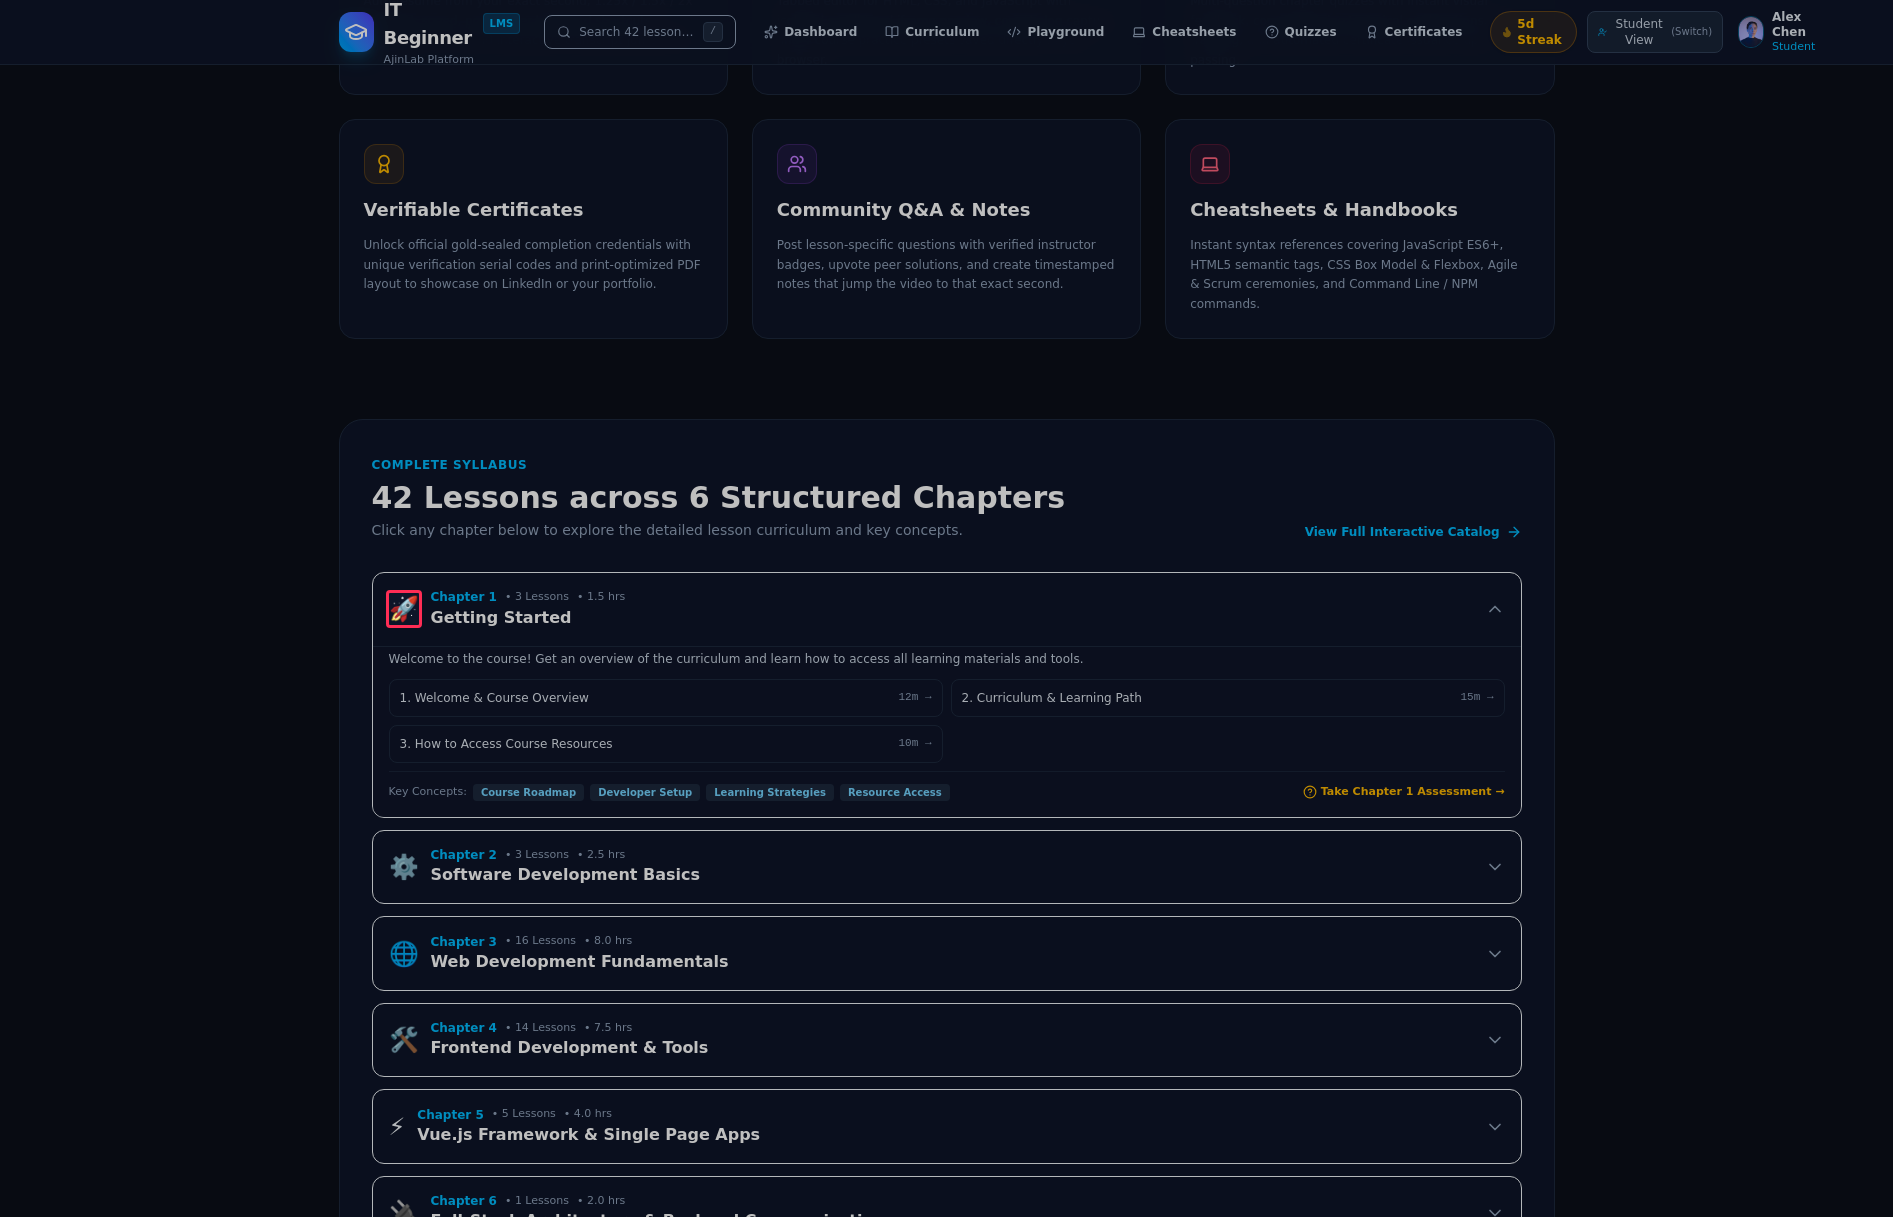 IT
Beginner
LMS
AjinLab Platform
Search 42 lesson...
/
Dashboard
Curriculum
Playground
Cheatsheets
Quizzes
Certificates
5d
Streak
Student
View
(Switch)
Alex
Chen
Student
Verifiable Certificates
Unlock official gold-sealed completion credentials with
unique verification serial codes and print-optimized PDF
layout to showcase on LinkedIn or your portfolio.
Community Q&A & Notes
Post lesson-specific questions with verified instructor
badges, upvote peer solutions, and create timestamped
notes that jump the video to that exact second.
Cheatsheets & Handbooks
Instant syntax references covering JavaScript ES6+,
HTML5 semantic tags, CSS Box Model & Flexbox, Agile
& Scrum ceremonies, and Command Line / NPM
commands.
COMPLETE SYLLABUS
42 Lessons across 6 Structured Chapters
Click any chapter below to explore the detailed lesson curriculum and key concepts.
View Full Interactive Catalog →
Chapter 1 • 3 Lessons • 1.5 hrs
Getting Started
Welcome to the course! Get an overview of the curriculum and learn how to access all learning materials and tools.
1. Welcome & Course Overview 12m →
2. Curriculum & Learning Path 15m →
3. How to Access Course Resources 10m →
Key Concepts: Course Roadmap Developer Setup Learning Strategies Resource Access
Take Chapter 1 Assessment →
Chapter 2 • 3 Lessons • 2.5 hrs
Software Development Basics
Chapter 3 • 16 Lessons • 8.0 hrs
Web Development Fundamentals
Chapter 4 • 14 Lessons • 7.5 hrs
Frontend Development & Tools
Chapter 5 • 5 Lessons • 4.0 hrs
Vue.js Framework & Single Page Apps
Chapter 6 • 1 Lessons • 2.0 hrs